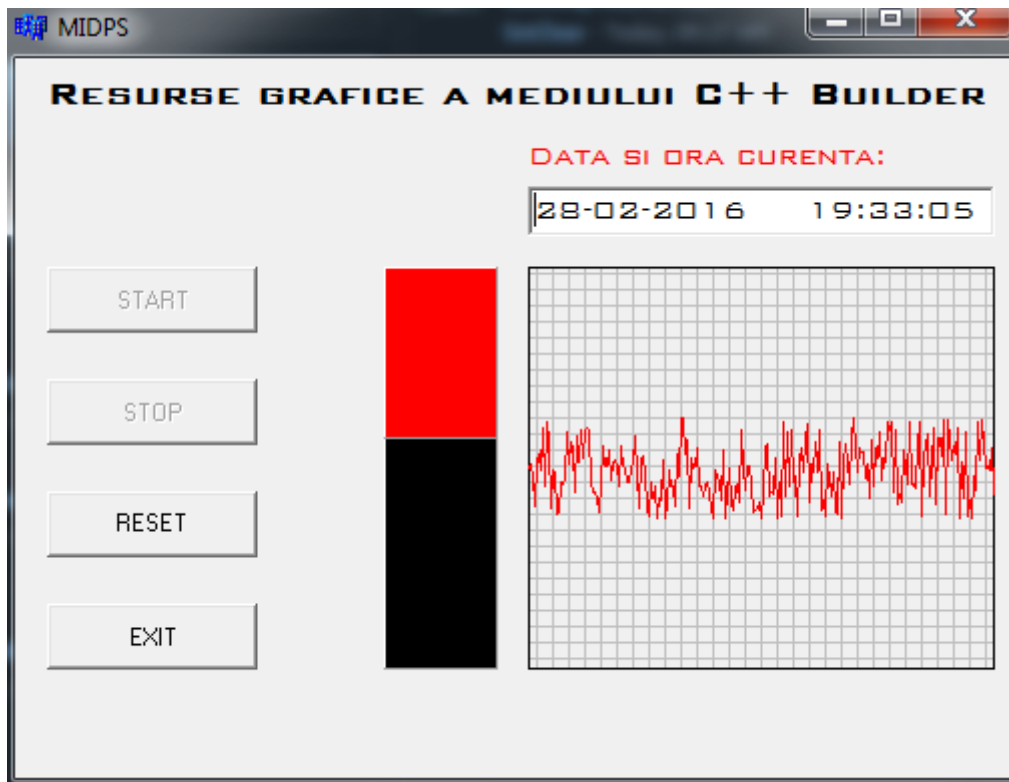 MIDPS
RESURSE GRAFICE A MEDIULUI C++ BUILDER
DATA SI ORA CURENTA:
28-02-2016 19:33:05
START
STOP
RESET
EXIT